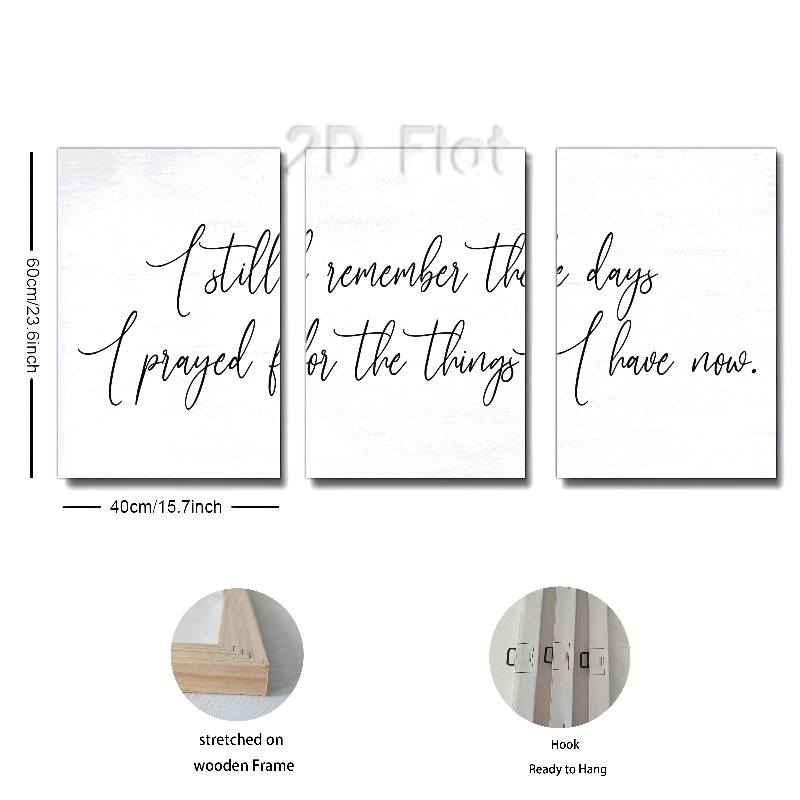 2D Flat
I still remember the days
I prayed for the things I have now.
60cm/23.6inch
40cm/15.7inch
stretched on
wooden Frame
Hook
Ready to Hang